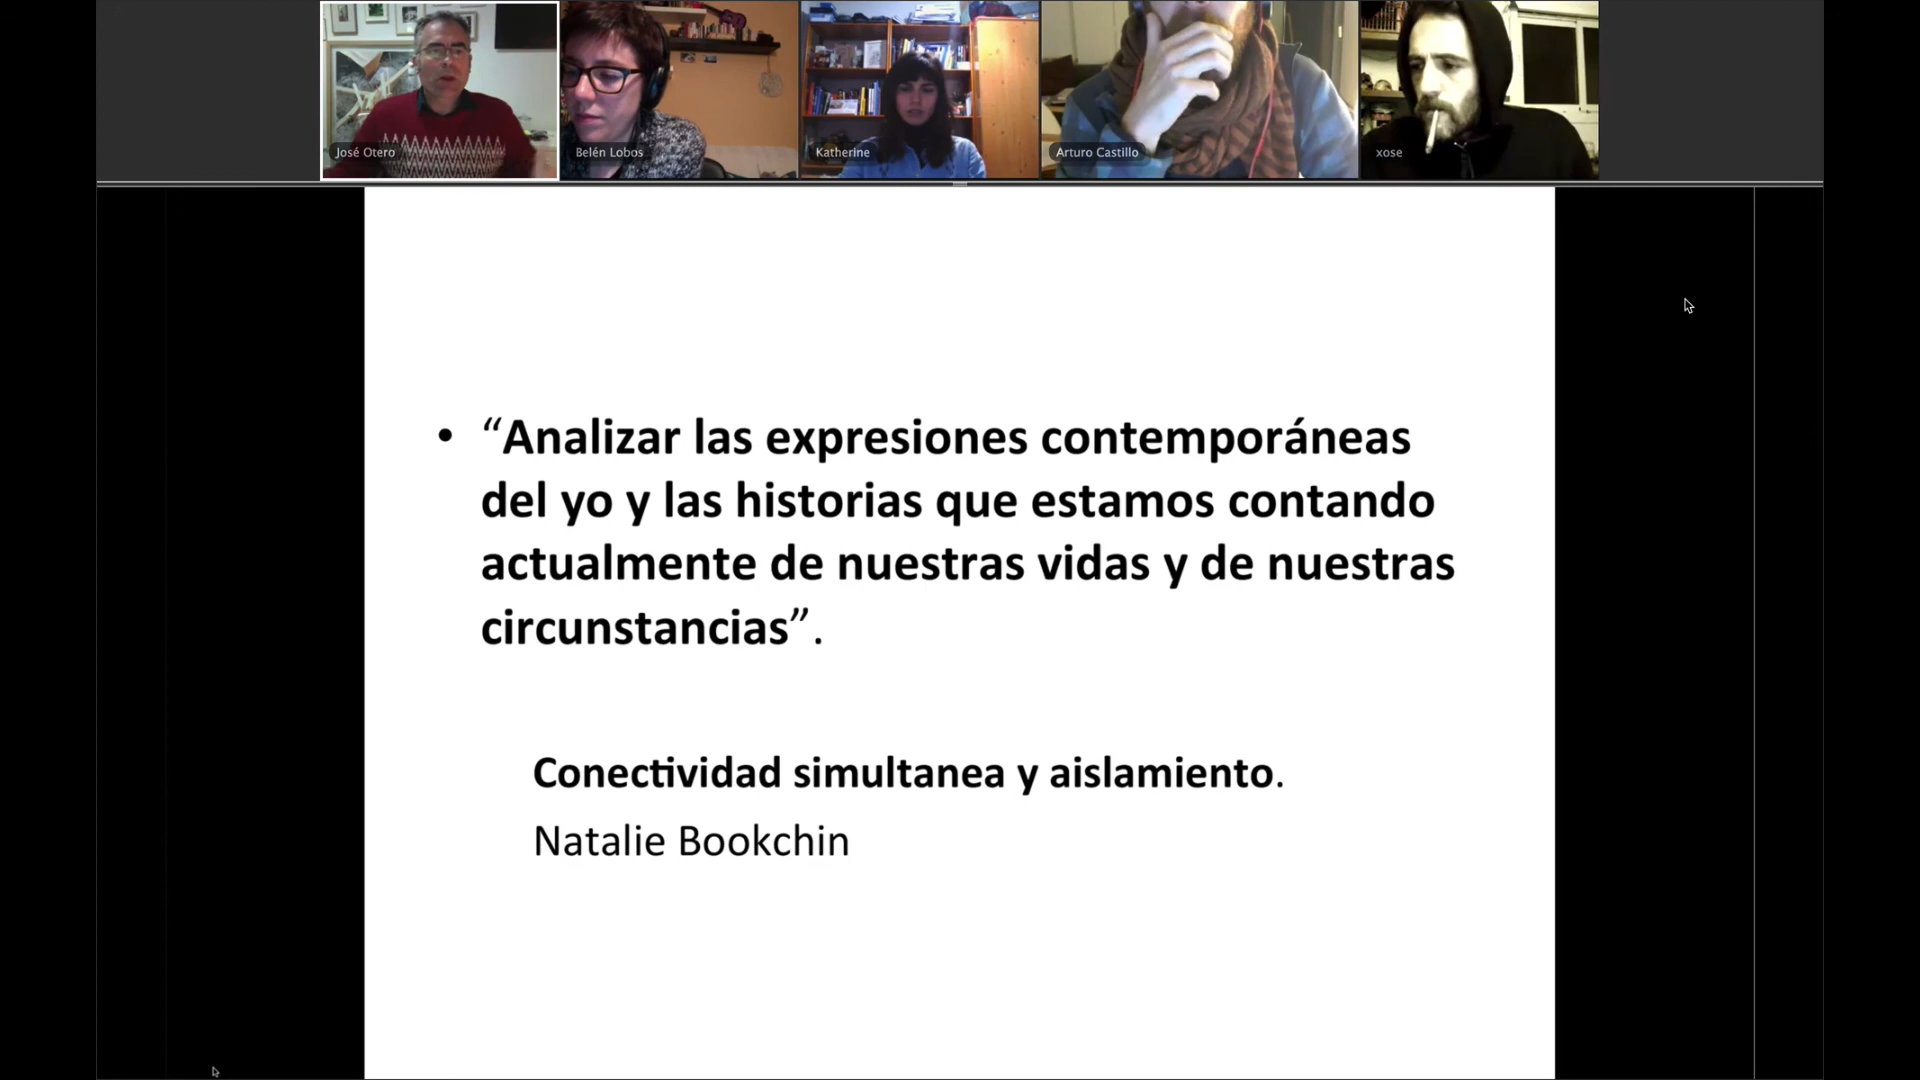 José Otero
Belén Lobos
Katherine
Arturo Castillo
xose
• “Analizar las expresiones contemporáneas
del yo y las historias que estamos contando
actualmente de nuestras vidas y de nuestras
circunstancias”.
Conectividad simultanea y aislamiento.
Natalie Bookchin